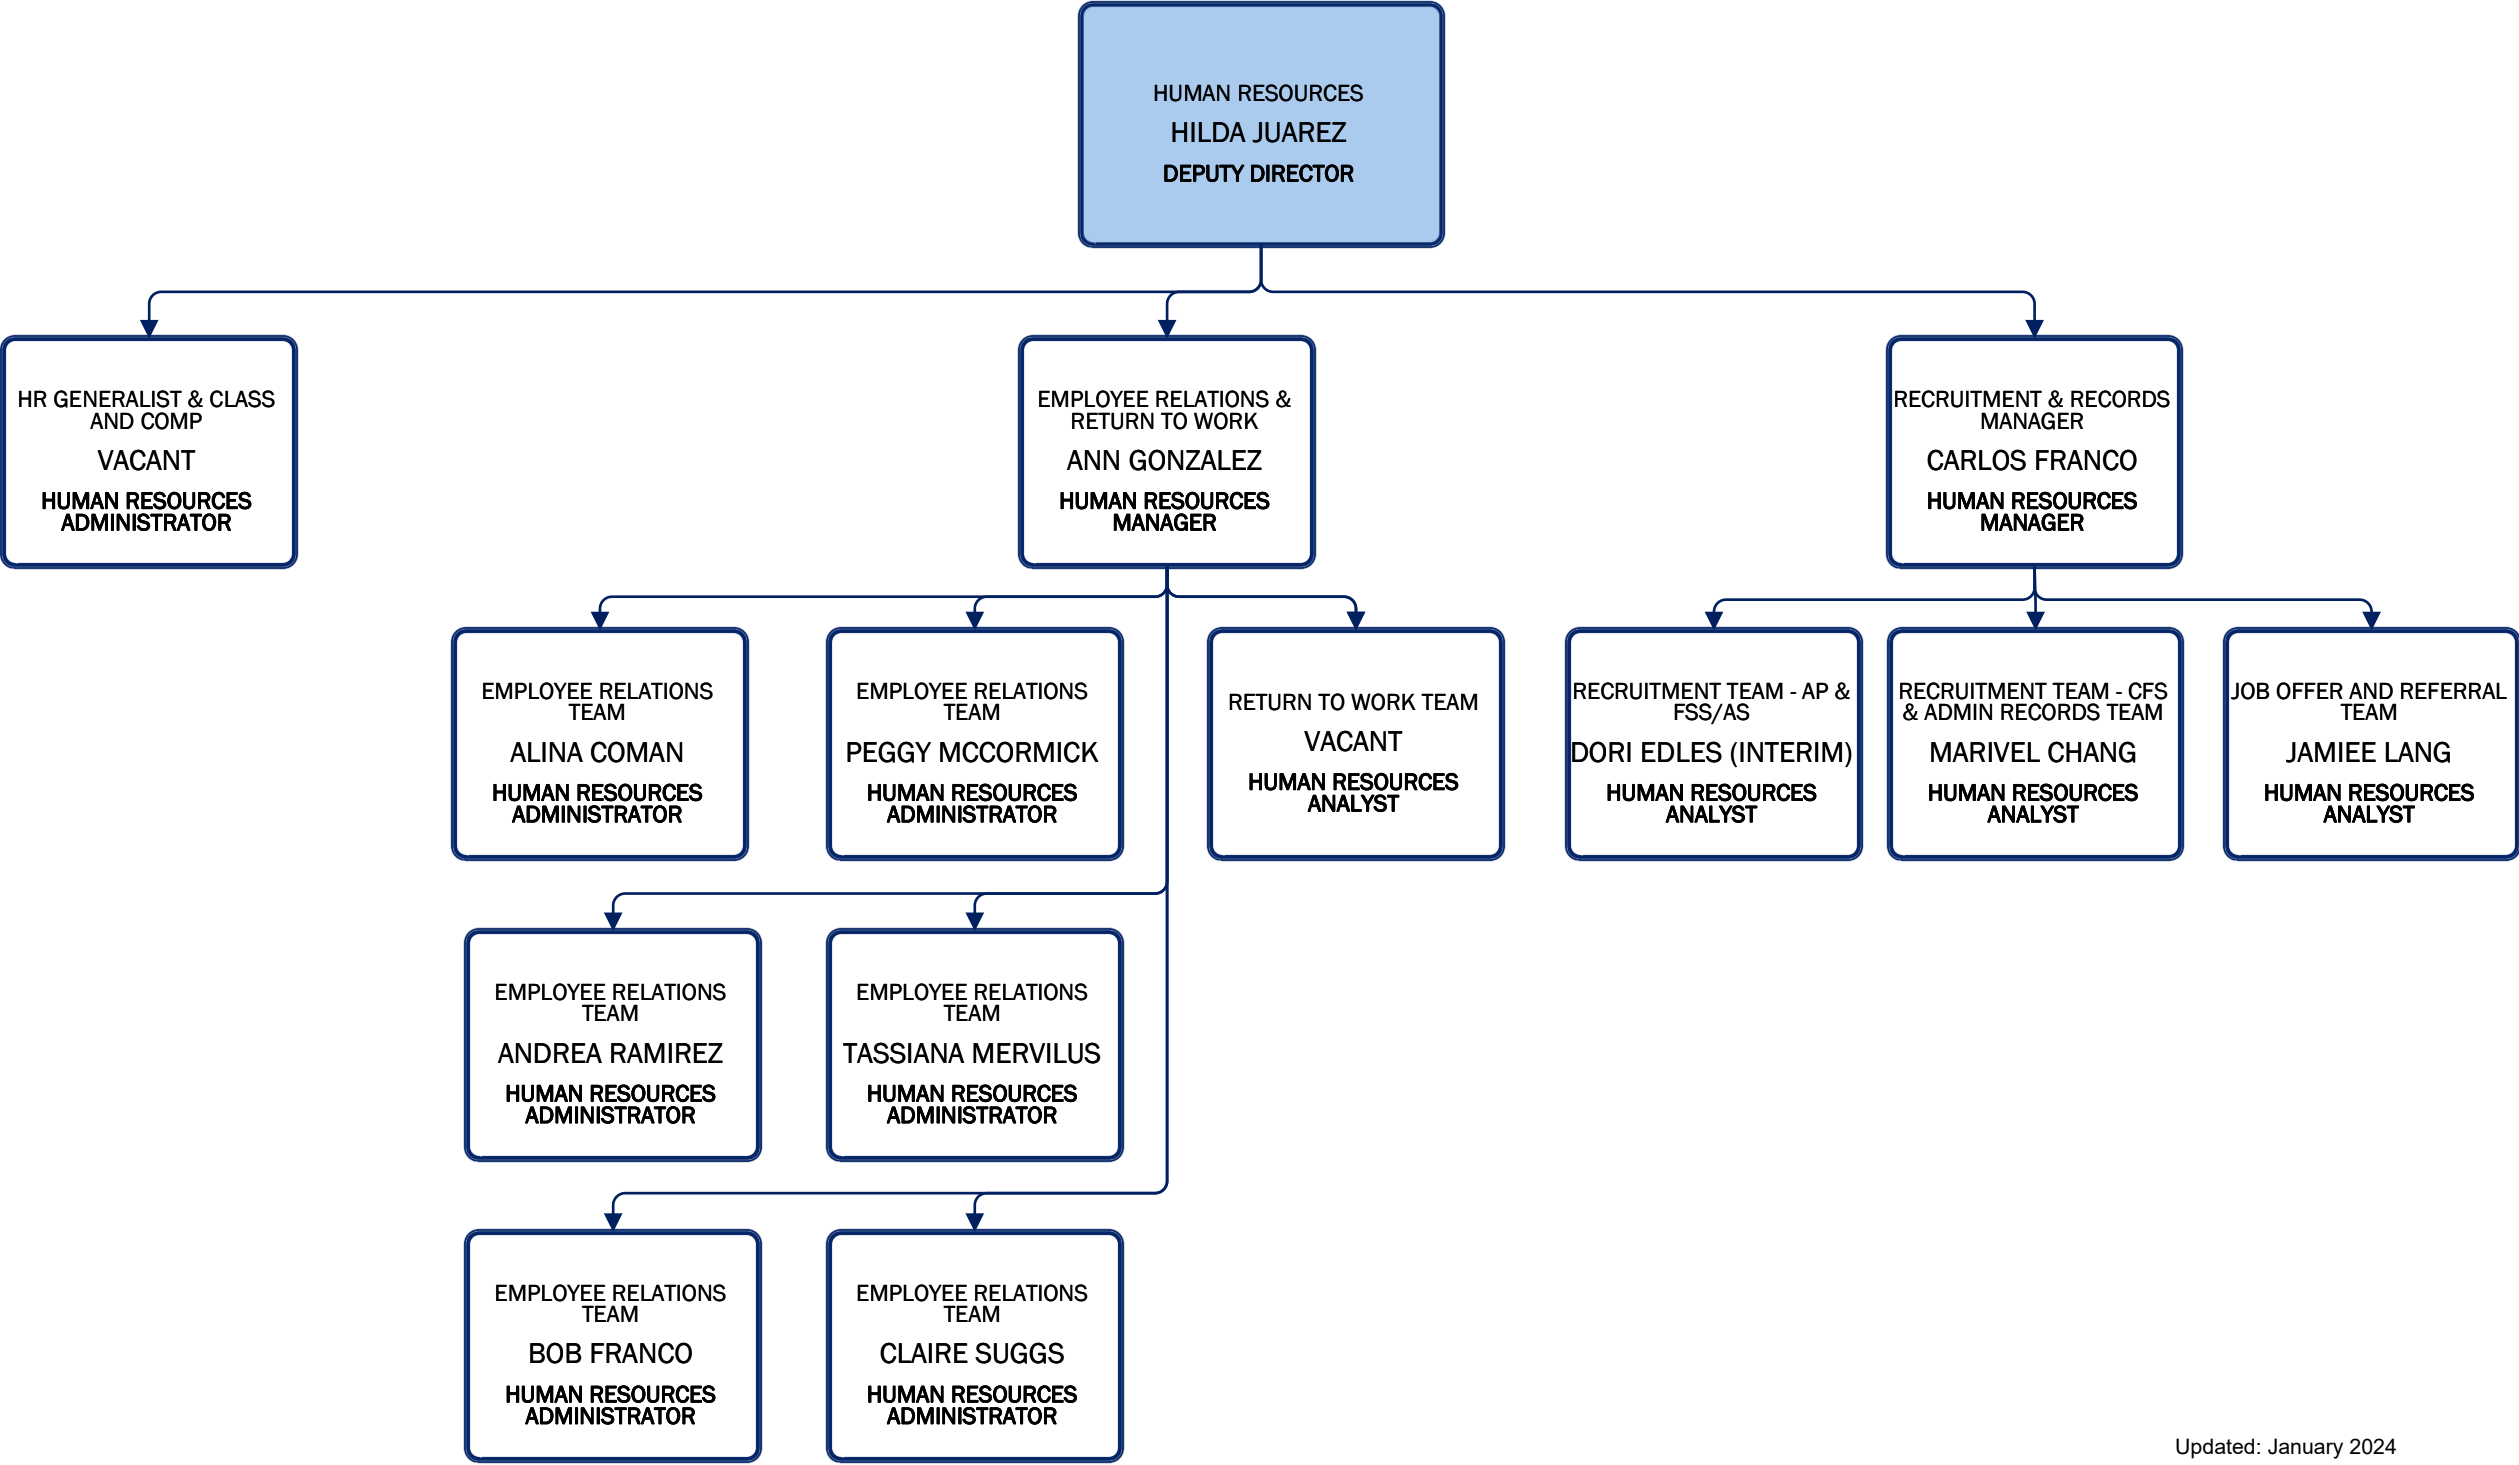 HUMAN RESOURCES
HILDA JUAREZ
DEPUTY DIRECTOR
HR GENERALIST & CLASS
AND COMP
VACANT
HUMAN RESOURCES
ADMINISTRATOR
EMPLOYEE RELATIONS &
RETURN TO WORK
ANN GONZALEZ
HUMAN RESOURCES
MANAGER
RECRUITMENT & RECORDS
MANAGER
CARLOS FRANCO
HUMAN RESOURCES
MANAGER
EMPLOYEE RELATIONS
TEAM
ALINA COMAN
HUMAN RESOURCES
ADMINISTRATOR
EMPLOYEE RELATIONS
TEAM
PEGGY MCCORMICK
HUMAN RESOURCES
ADMINISTRATOR
RETURN TO WORK TEAM
VACANT
HUMAN RESOURCES
ANALYST
RECRUITMENT TEAM - AP &
FSS/AS
DORI EDLES (INTERIM)
HUMAN RESOURCES
ANALYST
RECRUITMENT TEAM - CFS
& ADMIN RECORDS TEAM
MARIVEL CHANG
HUMAN RESOURCES
ANALYST
JOB OFFER AND REFERRAL
TEAM
JAMIEE LANG
HUMAN RESOURCES
ANALYST
EMPLOYEE RELATIONS
TEAM
ANDREA RAMIREZ
HUMAN RESOURCES
ADMINISTRATOR
EMPLOYEE RELATIONS
TEAM
TASSIANA MERVILUS
HUMAN RESOURCES
ADMINISTRATOR
EMPLOYEE RELATIONS
TEAM
BOB FRANCO
HUMAN RESOURCES
ADMINISTRATOR
EMPLOYEE RELATIONS
TEAM
CLAIRE SUGGS
HUMAN RESOURCES
ADMINISTRATOR
Updated: January 2024